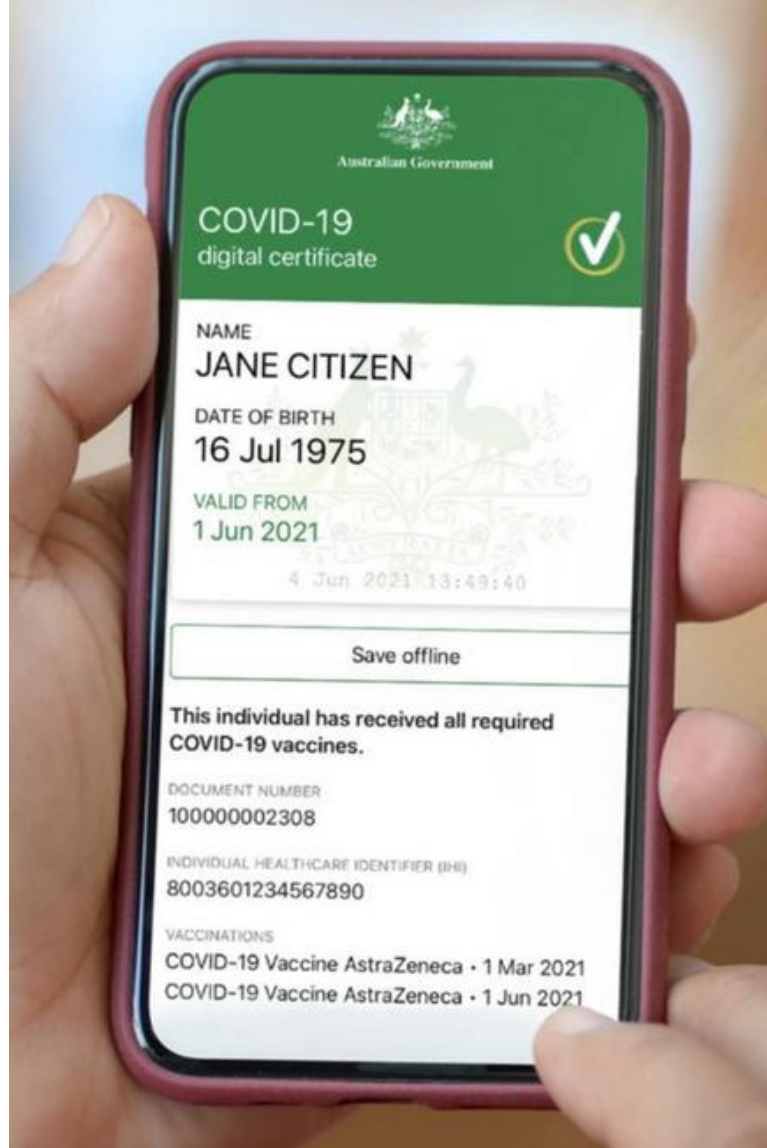 Australian Government
COVID-19
digital certificate
NAME
JANE CITIZEN
DATE OF BIRTH
16 Jul 1975
VALID FROM
1 Jun 2021
AUSTRALIA
4 Jun 2021 13:49:40
Save offline
This individual has received all required
COVID-19 vaccines.
DOCUMENT NUMBER
100000002308
INDIVIDUAL HEALTHCARE IDENTIFIER (IHI)
8003601234567890
VACCINATIONS
COVID-19 Vaccine AstraZeneca • 1 Mar 2021
COVID-19 Vaccine AstraZeneca • 1 Jun 2021